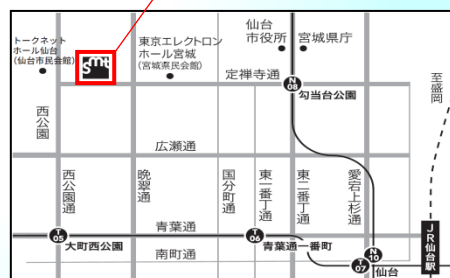 トークネット
ホール仙台
(仙台市民会館)
smt
東京エレクトロン
ホール宮城
(宮城県民会館)
仙台
市役所
宮城県庁
定禅寺通
N
08
勾当台公園
至盛岡
西公園
広瀬通
西公園通
晩翠通
国分町通
東一番丁通
東二番丁通
愛宕上杉通
青葉通
T
05
大町西公園
南町通
T
06
青葉通一番町
N
10
T
07
仙台
JR仙台駅